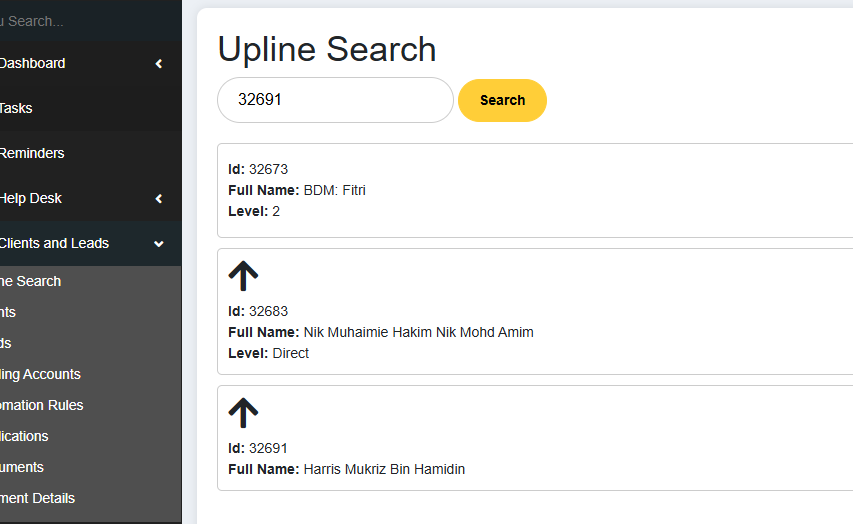 u Search...
Dashboard
Tasks
Reminders
Help Desk
Clients and Leads
ne Search
nts
ds
ling Accounts
omation Rules
lications
uments
ment Details
Upline Search
32691
Search
Id: 32673
Full Name: BDM: Fitri
Level: 2
Id: 32683
Full Name: Nik Muhaimie Hakim Nik Mohd Amim
Level: Direct
Id: 32691
Full Name: Harris Mukriz Bin Hamidin